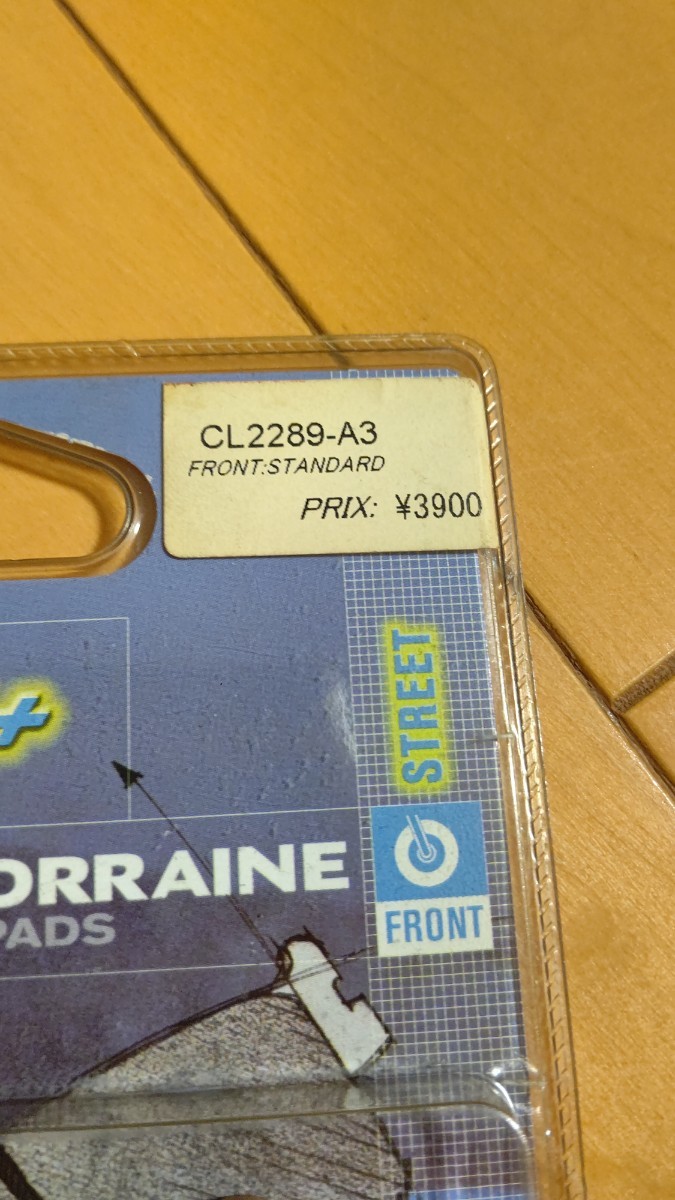 CL2289-A3
FRONT:STANDARD
PRIX: ¥3900
STREET
+
ORRAINE
PADS
FRONT